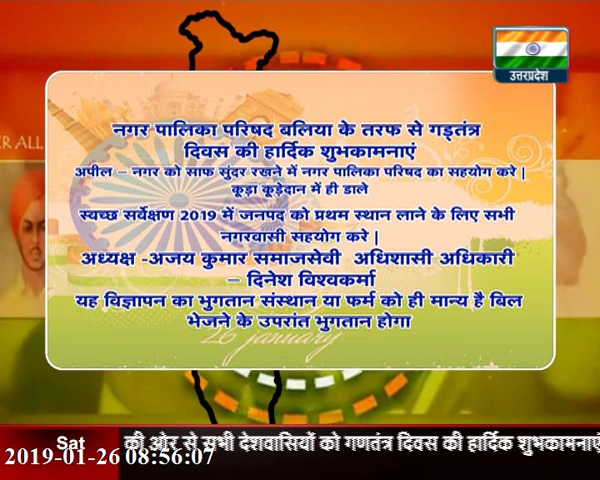 उत्तरप्रदेश
ER ALL
नगर पालिका परिषद बलिया के तरफ से गड़तंत्र
दिवस की हार्दिक शुभकामनाएं
अपील – नगर को साफ सुंदर रखने में नगर पालिका परिषद का सहयोग करे |
कूड़ा कूड़ेदान में ही डाले
स्वच्छ सर्वेक्षण 2019 में जनपद को प्रथम स्थान लाने के लिए सभी
नगरवासी सहयोग करे |
अध्यक्ष -अजय कुमार समाजसेवी अधिशासी अधिकारी
– दिनेश विश्वकर्मा
यह विज्ञापन का भुगतान संस्थान या फर्म को ही मान्य है बिल
भेजने के उपरांत भुगतान होगा
26 january
Sat की ओर से सभी देशवासियों को गणतंत्र दिवस की हार्दिक शुभकामनाएं
2019-01-26 08:56:07